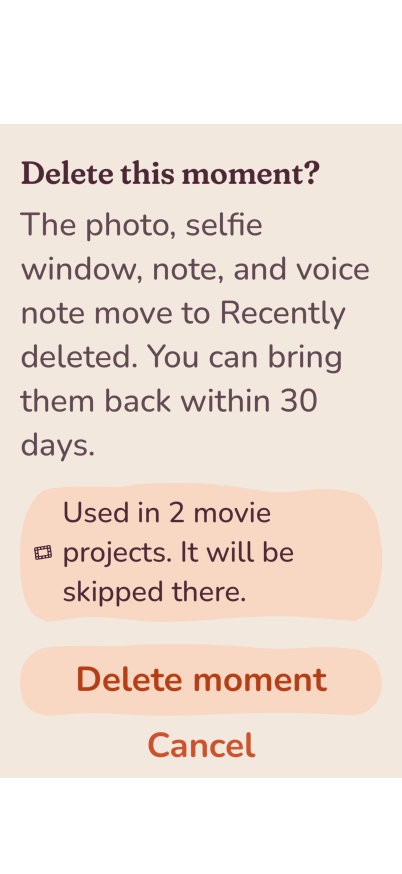 Delete this moment?
The photo, selfie
window, note, and voice
note move to Recently
deleted. You can bring
them back within 30
days.
Used in 2 movie
projects. It will be
skipped there.
Delete moment
Cancel